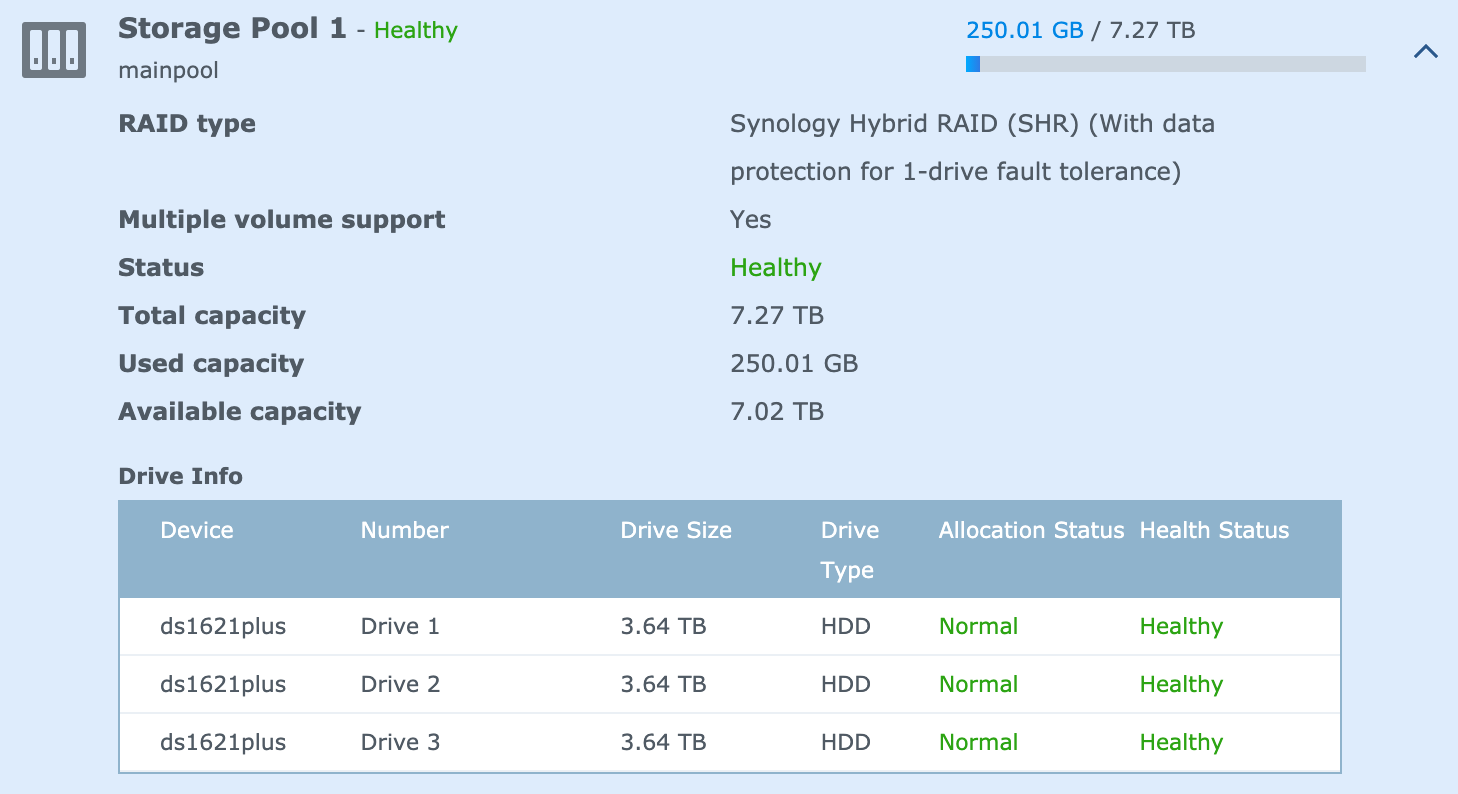 Storage Pool 1 - Healthy 250.01 GB / 7.27 TB
mainpool
RAID type Synology Hybrid RAID (SHR) (With data
protection for 1-drive fault tolerance)
Multiple volume support Yes
Status Healthy
Total capacity 7.27 TB
Used capacity 250.01 GB
Available capacity 7.02 TB
Drive Info
Device Number Drive Size Drive Allocation Status Health Status
Type
ds1621plus Drive 1 3.64 TB HDD Normal Healthy
ds1621plus Drive 2 3.64 TB HDD Normal Healthy
ds1621plus Drive 3 3.64 TB HDD Normal Healthy